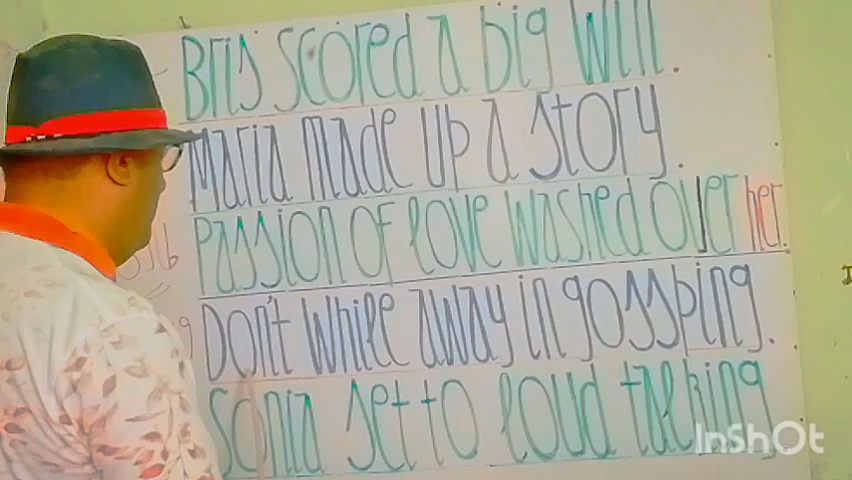 Bris scored a big will.
Maria made up a story.
Passion of love washed over her.
Don't while away in gossping.
Sonia set to loud talking
InShOt